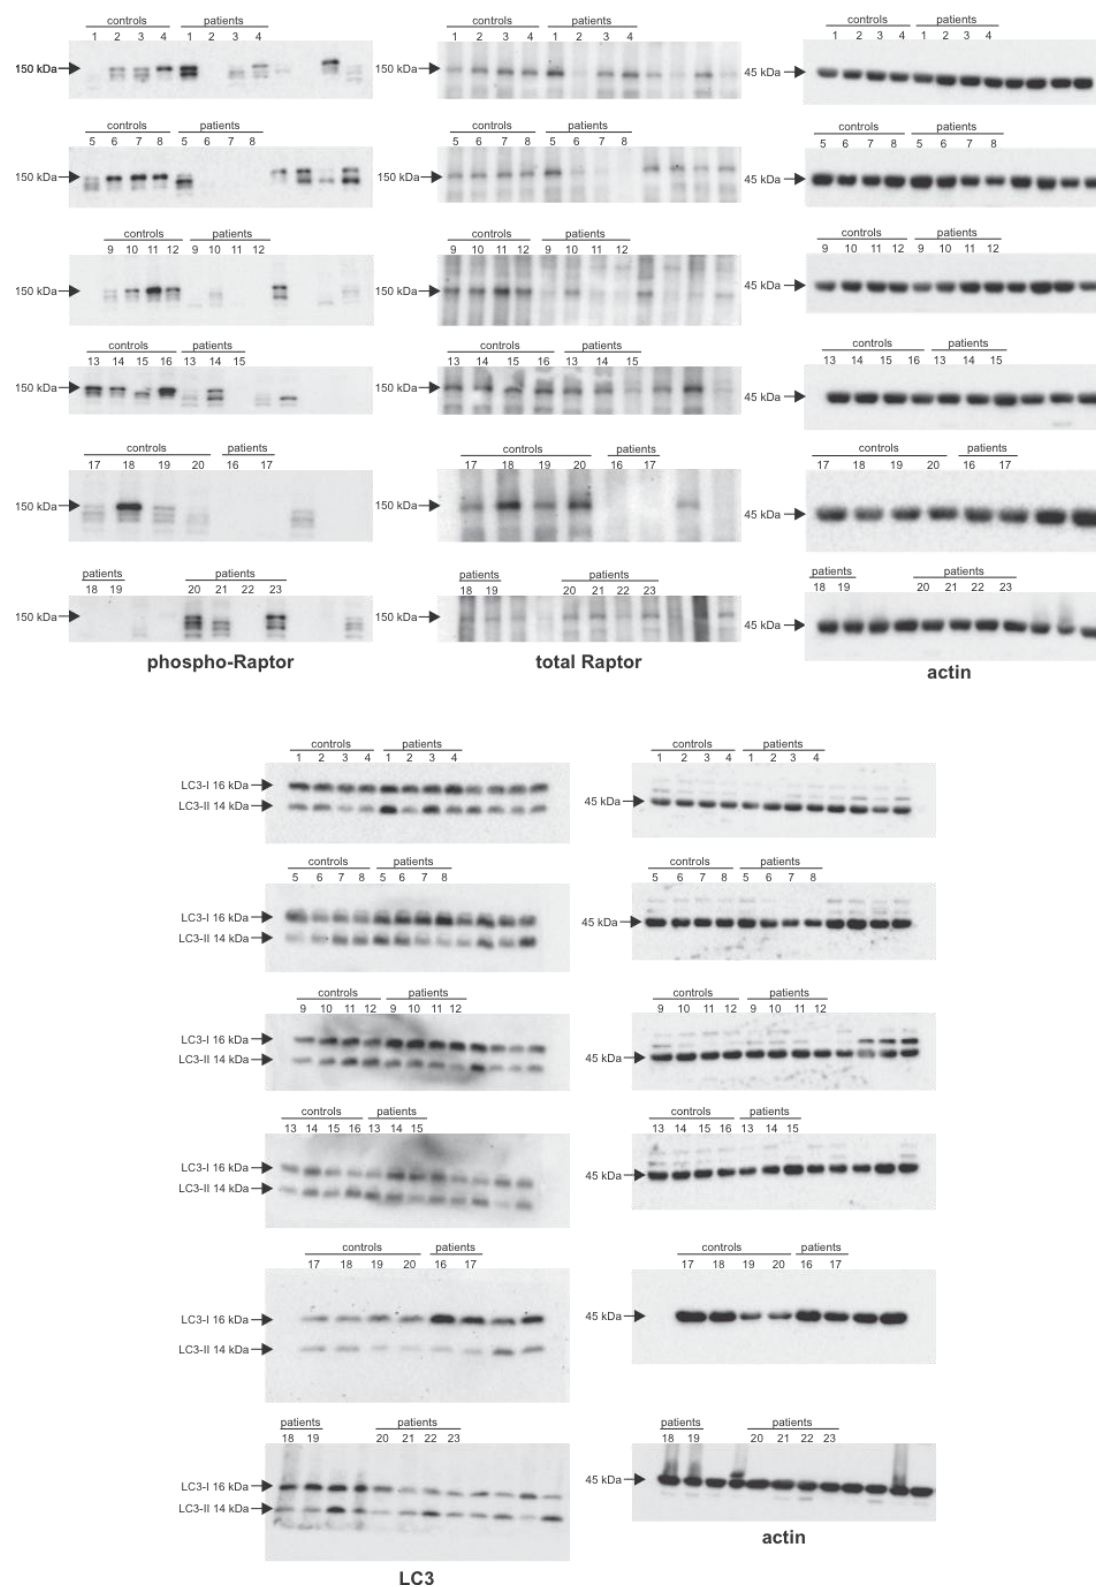 controls patients
1 2 3 4 1 2 3 4
150 kDa
controls patients
1 2 3 4 1 2 3 4
150 kDa
controls patients
1 2 3 4 1 2 3 4
45 kDa
controls patients
5 6 7 8 5 6 7 8
150 kDa
controls patients
5 6 7 8 5 6 7 8
150 kDa
controls patients
5 6 7 8 5 6 7 8
45 kDa
controls patients
9 10 11 12 9 10 11 12
150 kDa
controls patients
9 10 11 12 9 10 11 12
150 kDa
controls patients
9 10 11 12 9 10 11 12
45 kDa
controls patients
13 14 15 16 13 14 15
150 kDa
controls patients
13 14 15 16 13 14 15
150 kDa
controls patients
13 14 15 16 13 14 15
45 kDa
controls patients
17 18 19 20 16 17
150 kDa
controls patients
17 18 19 20 16 17
150 kDa
controls patients
17 18 19 20 16 17
45 kDa
patients patients
18 19 20 21 22 23
150 kDa
patients patients
18 19 20 21 22 23
150 kDa
patients patients
18 19 20 21 22 23
45 kDa
phospho-Raptor
total Raptor
actin
controls patients
1 2 3 4 1 2 3 4
LC3-I 16 kDa
LC3-II 14 kDa
controls patients
1 2 3 4 1 2 3 4
45 kDa
controls patients
5 6 7 8 5 6 7 8
LC3-I 16 kDa
LC3-II 14 kDa
controls patients
5 6 7 8 5 6 7 8
45 kDa
controls patients
9 10 11 12 9 10 11 12
LC3-I 16 kDa
LC3-II 14 kDa
controls patients
9 10 11 12 9 10 11 12
45 kDa
controls patients
13 14 15 16 13 14 15
LC3-I 16 kDa
LC3-II 14 kDa
controls patients
13 14 15 16 13 14 15
45 kDa
controls patients
17 18 19 20 16 17
LC3-I 16 kDa
LC3-II 14 kDa
controls patients
17 18 19 20 16 17
45 kDa
patients patients
18 19 20 21 22 23
LC3-I 16 kDa
LC3-II 14 kDa
patients patients
18 19 20 21 22 23
45 kDa
actin
LC3